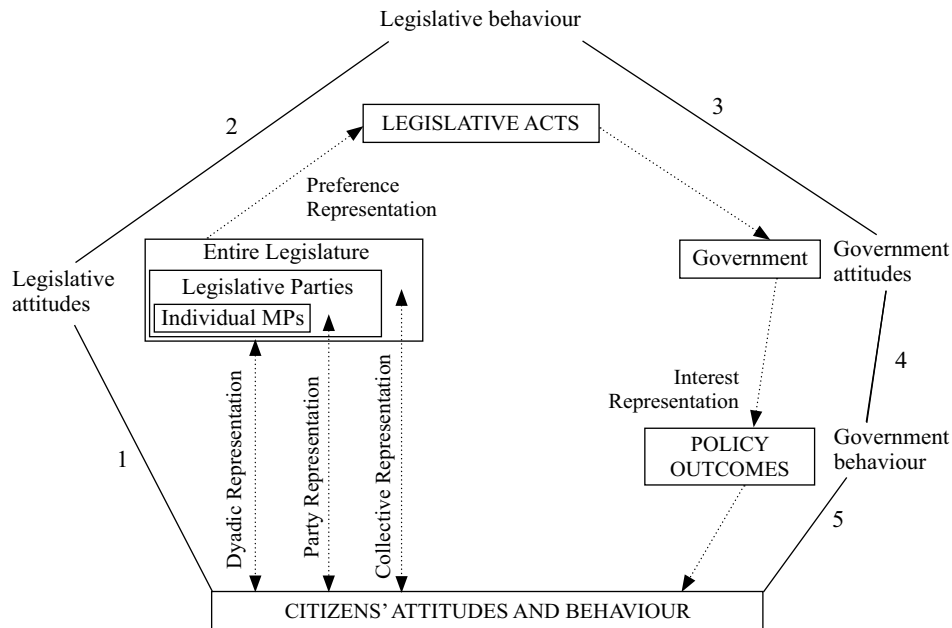 Legislative behaviour
2
3
LEGISLATIVE ACTS
Preference
Representation
Entire Legislature
Legislative Parties
Individual MPs
Legislative
attitudes
Government
Government
attitudes
4
Interest
Representation
1
Dyadic Representation
Party Representation
Collective Representation
POLICY
OUTCOMES
Government
behaviour
5
CITIZENS’ ATTITUDES AND BEHAVIOUR